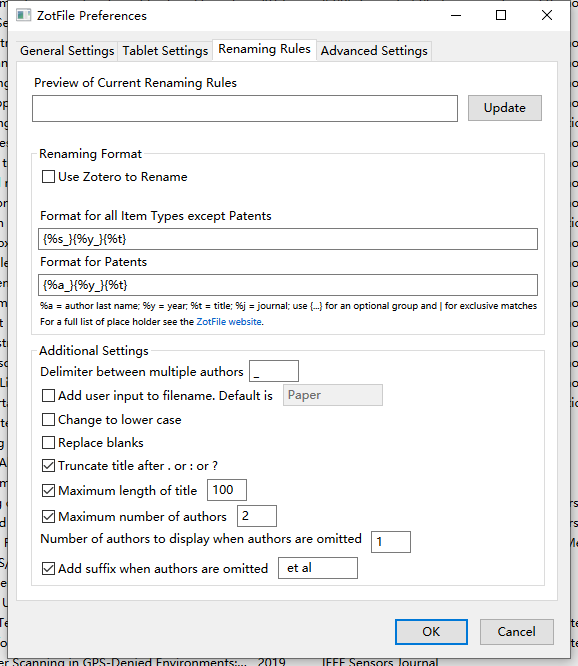 ZotFile Preferences
General Settings Tablet Settings Renaming Rules Advanced Settings
Preview of Current Renaming Rules
Update
Renaming Format
Use Zotero to Rename
Format for all Item Types except Patents
{%s_}{%y_}{%t}
Format for Patents
{%a_}{%y_}{%t}
%a = author last name; %y = year; %t = title; %j = journal; use {...} for an optional group and | for exclusive matches
For a full list of place holder see the ZotFile website.
Additional Settings
Delimiter between multiple authors _
Add user input to filename. Default is Paper
Change to lower case
Replace blanks
Truncate title after . or : or ?
Maximum length of title 100
Maximum number of authors 2
Number of authors to display when authors are omitted 1
Add suffix when authors are omitted et al
OK Cancel
er Scanning in GPS-Denied Environments:... 2019 IEEE Sensors Journal